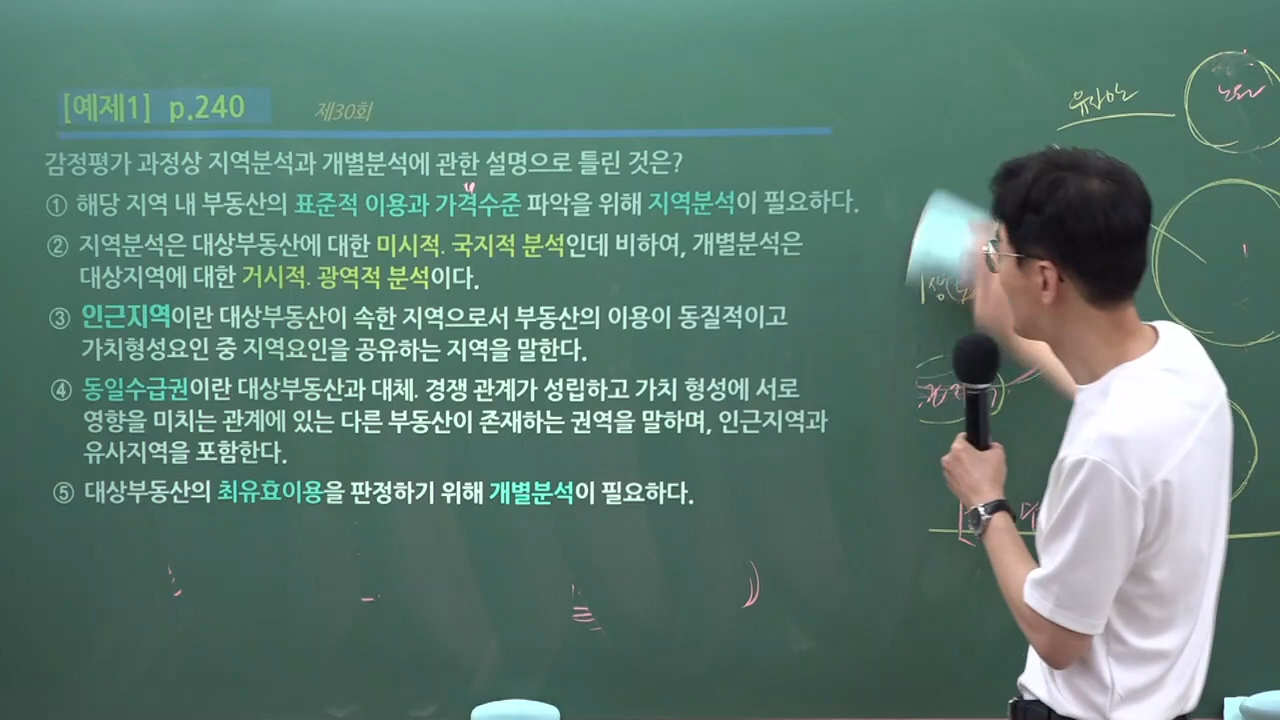 [예제1] p.240
제30회
감정평가 과정상 지역분석과 개별분석에 관한 설명으로 틀린 것은?
① 해당 지역 내 부동산의 표준적 이용과 가격수준 파악을 위해 지역분석이 필요하다.
② 지역분석은 대상부동산에 대한 미시적. 국지적 분석인데 비하여, 개별분석은
대상지역에 대한 거시적. 광역적 분석이다.
③ 인근지역이란 대상부동산이 속한 지역으로서 부동산의 이용이 동질적이고
가치형성요인 중 지역요인을 공유하는 지역을 말한다.
④ 동일수급권이란 대상부동산과 대체. 경쟁 관계가 성립하고 가치 형성에 서로
영향을 미치는 관계에 있는 다른 부동산이 존재하는 권역을 말하며, 인근지역과
유사지역을 포함한다.
⑤ 대상부동산의 최유효이용을 판정하기 위해 개별분석이 필요하다.